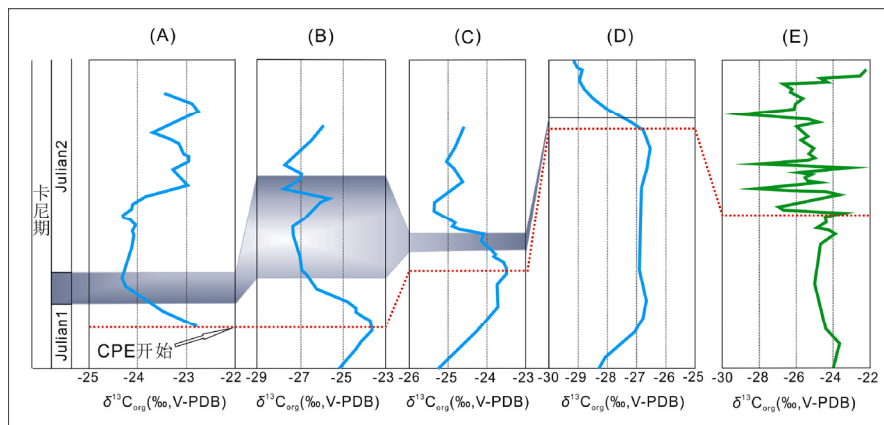 (A) (B) (C) (D) (E)
卡尼期
Julian2
Julian1
CPE开始
-25 -24 -23 -22 -29 -27 -25 -23 -26 -25 -24 -23 -30 -29 -28 -27 -26 -25 -30 -28 -26 -24 -22
δ¹³Corg(‰,V-PDB) δ¹³Corg(‰,V-PDB) δ¹³Corg(‰,V-PDB) δ¹³Corg(‰,V-PDB) δ¹³Corg(‰,V-PDB)